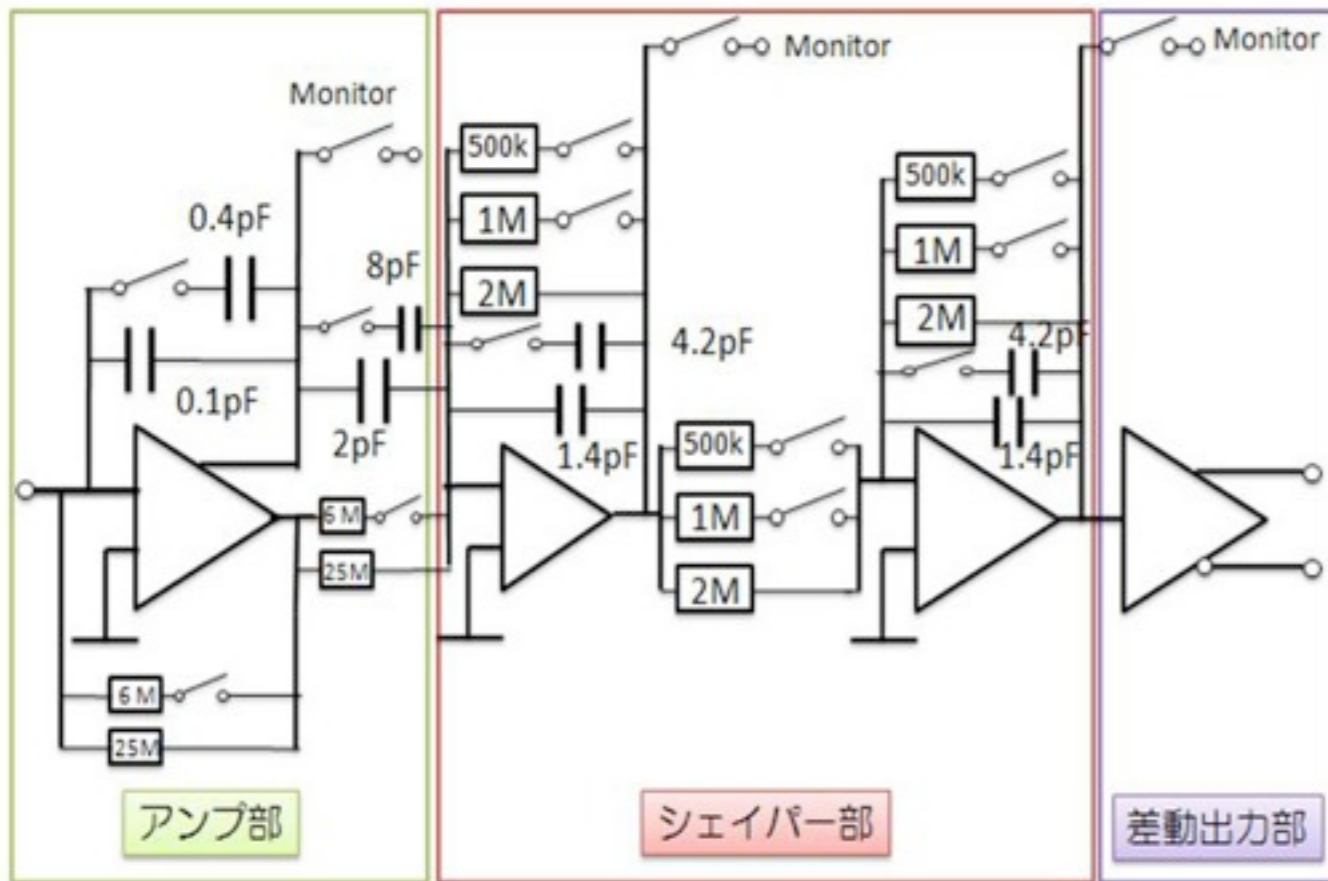 Monitor
0.4pF
0.1pF
8pF
2pF
6 M
25M
6 M
25M
アンプ部
Monitor
500k
1M
2M
4.2pF
1.4pF
500k
1M
2M
500k
1M
2M
4.2pF
1.4pF
シェイパー部
Monitor
差動出力部